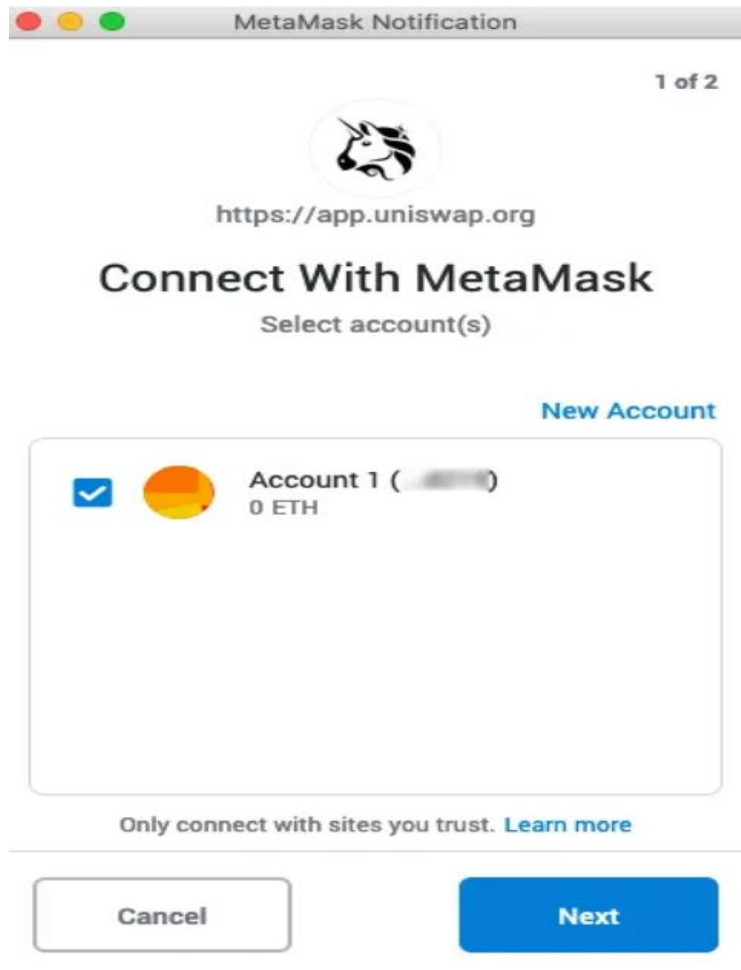 MetaMask Notification
1 of 2
https://app.uniswap.org
Connect With MetaMask
Select account(s)
New Account
Account 1 ( )
0 ETH
Only connect with sites you trust. Learn more
Cancel
Next